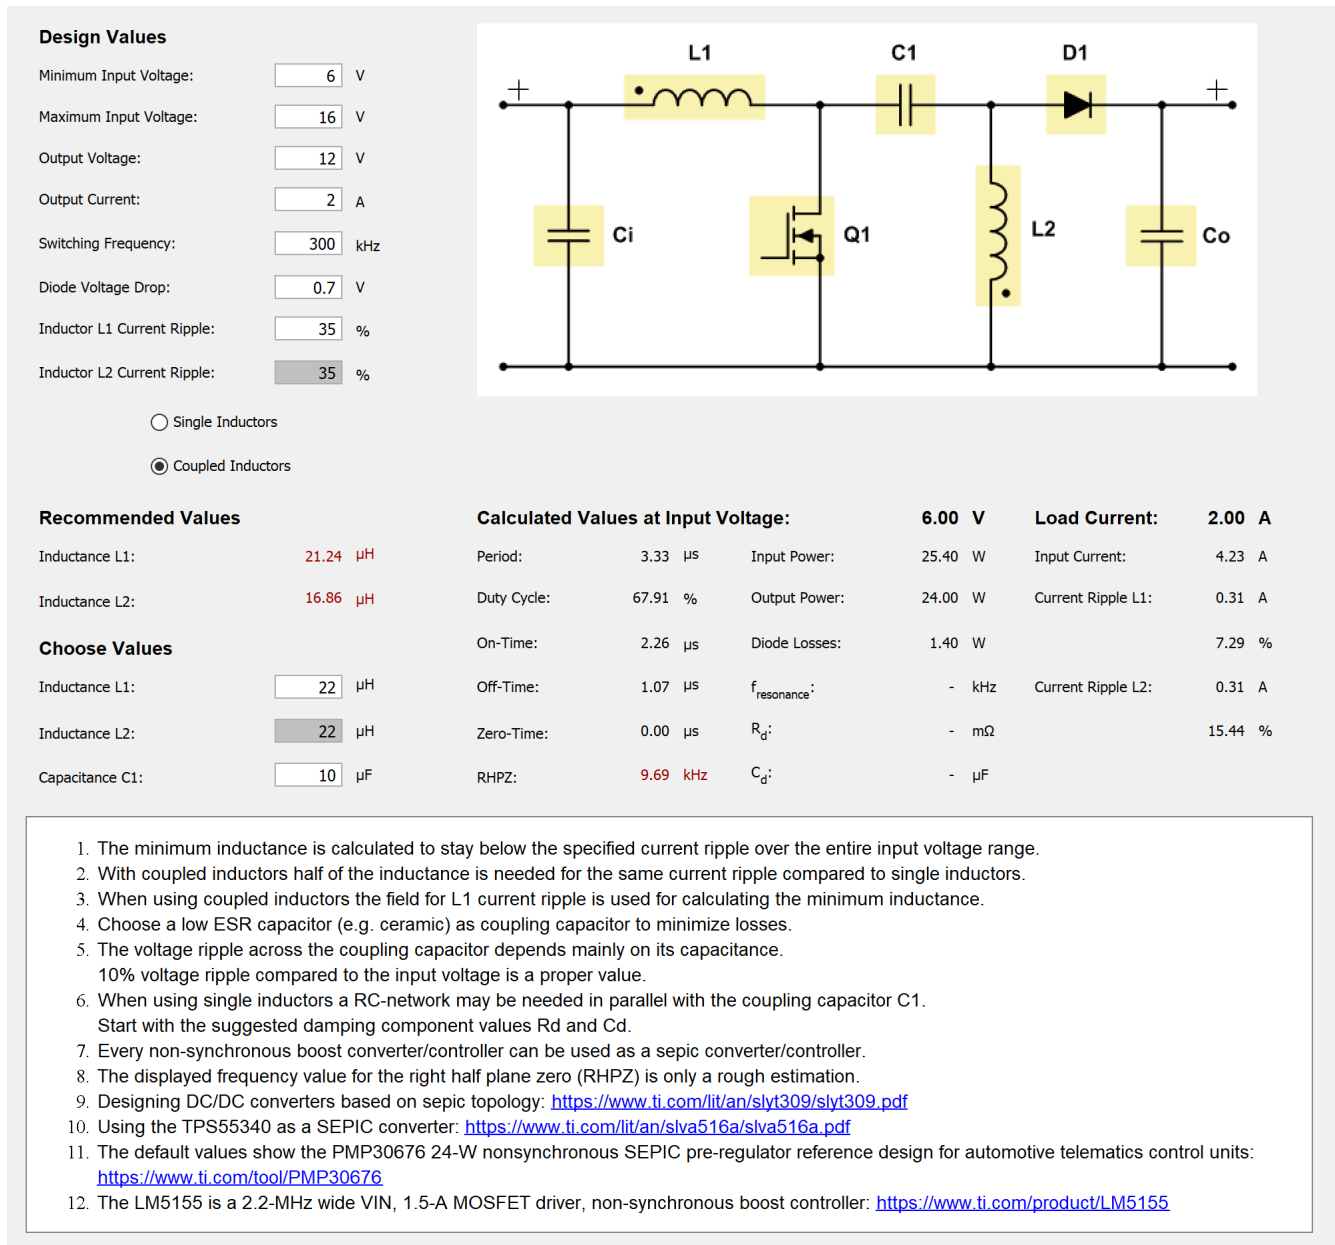 Design Values
Minimum Input Voltage: 6 V
Maximum Input Voltage: 16 V
Output Voltage: 12 V
Output Current: 2 A
Switching Frequency: 300 kHz
Diode Voltage Drop: 0.7 V
Inductor L1 Current Ripple: 35 %
Inductor L2 Current Ripple: 35 %
Single Inductors
Coupled Inductors
L1 C1 D1
+ +
Ci Q1 L2 Co
Recommended Values
Inductance L1: 21.24 µH
Inductance L2: 16.86 µH
Choose Values
Inductance L1: 22 µH
Inductance L2: 22 µH
Capacitance C1: 10 µF
Calculated Values at Input Voltage: 6.00 V Load Current: 2.00 A
Period: 3.33 µs Input Power: 25.40 W Input Current: 4.23 A
Duty Cycle: 67.91 % Output Power: 24.00 W Current Ripple L1: 0.31 A
On-Time: 2.26 µs Diode Losses: 1.40 W 7.29 %
Off-Time: 1.07 µs fresonance: - kHz Current Ripple L2: 0.31 A
Zero-Time: 0.00 µs Rd: - mΩ 15.44 %
RHPZ: 9.69 kHz Cd: - µF
1. The minimum inductance is calculated to stay below the specified current ripple over the entire input voltage range.
2. With coupled inductors half of the inductance is needed for the same current ripple compared to single inductors.
3. When using coupled inductors the field for L1 current ripple is used for calculating the minimum inductance.
4. Choose a low ESR capacitor (e.g. ceramic) as coupling capacitor to minimize losses.
5. The voltage ripple across the coupling capacitor depends mainly on its capacitance.
10% voltage ripple compared to the input voltage is a proper value.
6. When using single inductors a RC-network may be needed in parallel with the coupling capacitor C1.
Start with the suggested damping component values Rd and Cd.
7. Every non-synchronous boost converter/controller can be used as a sepic converter/controller.
8. The displayed frequency value for the right half plane zero (RHPZ) is only a rough estimation.
9. Designing DC/DC converters based on sepic topology: https://www.ti.com/lit/an/slyt309/slyt309.pdf
10. Using the TPS55340 as a SEPIC converter: https://www.ti.com/lit/an/slva516a/slva516a.pdf
11. The default values show the PMP30676 24-W nonsynchronous SEPIC pre-regulator reference design for automotive telematics control units:
https://www.ti.com/tool/PMP30676
12. The LM5155 is a 2.2-MHz wide VIN, 1.5-A MOSFET driver, non-synchronous boost controller: https://www.ti.com/product/LM5155